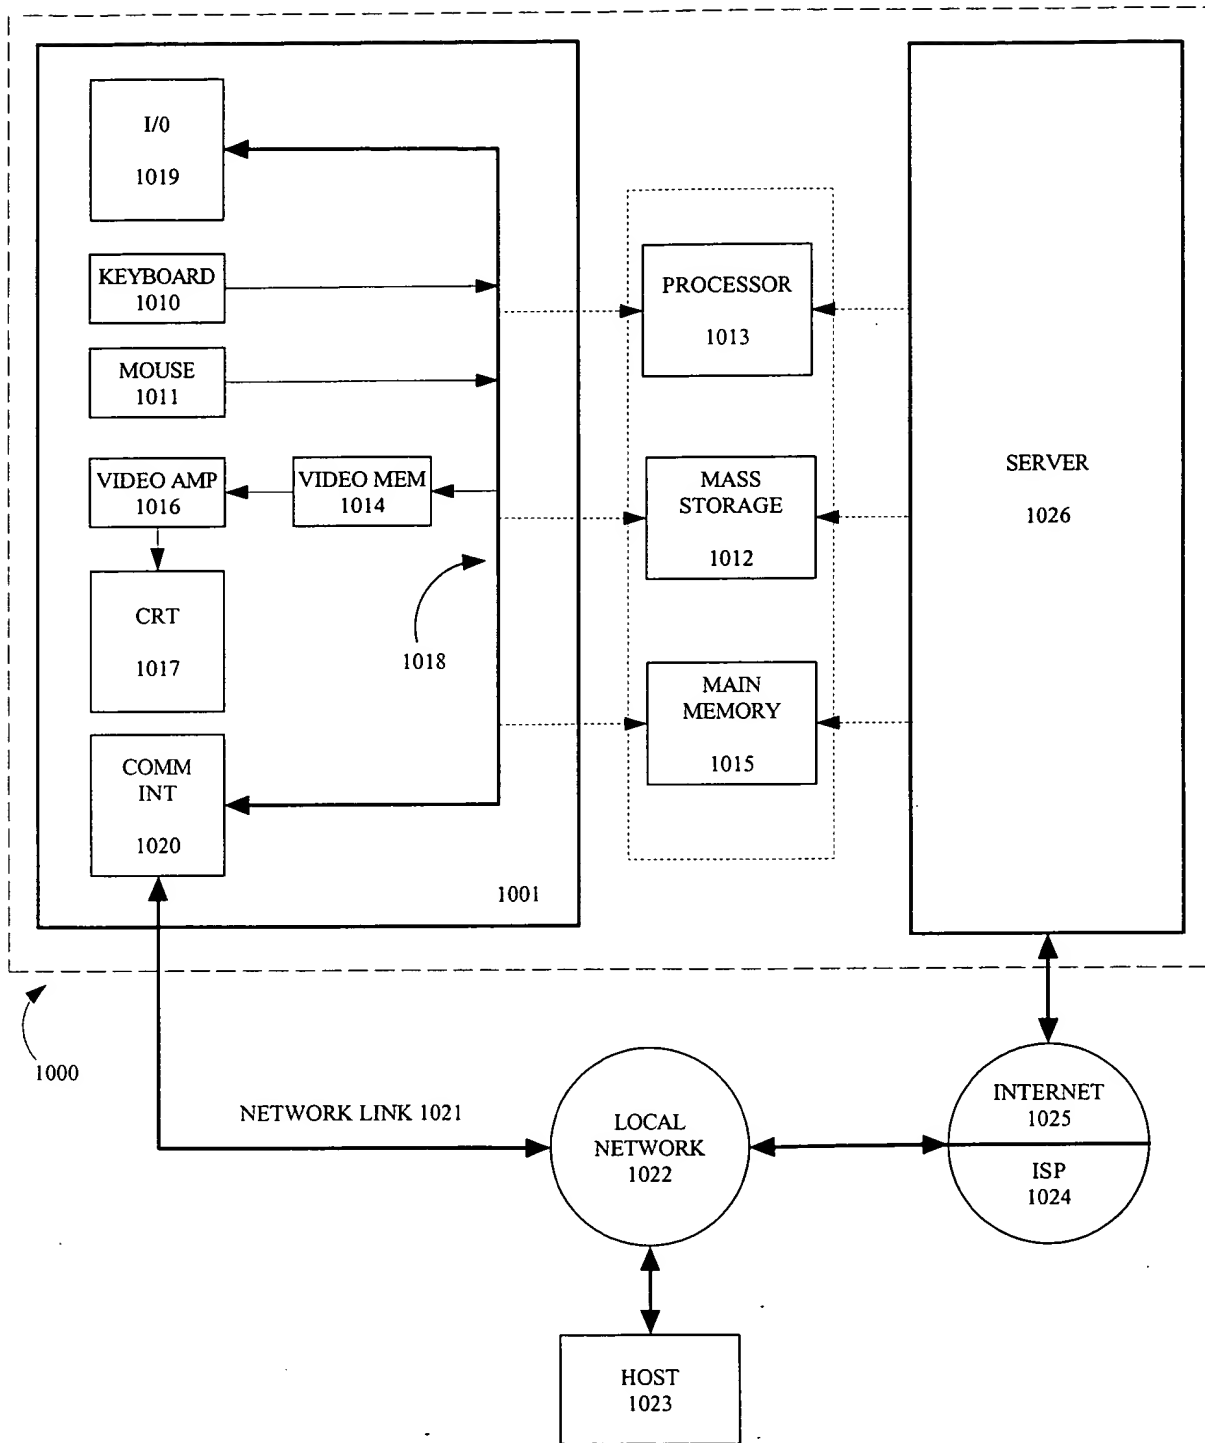 I/0
1019
KEYBOARD
1010
MOUSE
1011
VIDEO AMP
1016
VIDEO MEM
1014
CRT
1017
1018
COMM
INT
1020
1001
PROCESSOR
1013
MASS
STORAGE
1012
MAIN
MEMORY
1015
SERVER
1026
1000
NETWORK LINK 1021
LOCAL
NETWORK
1022
INTERNET
1025
ISP
1024
HOST
1023